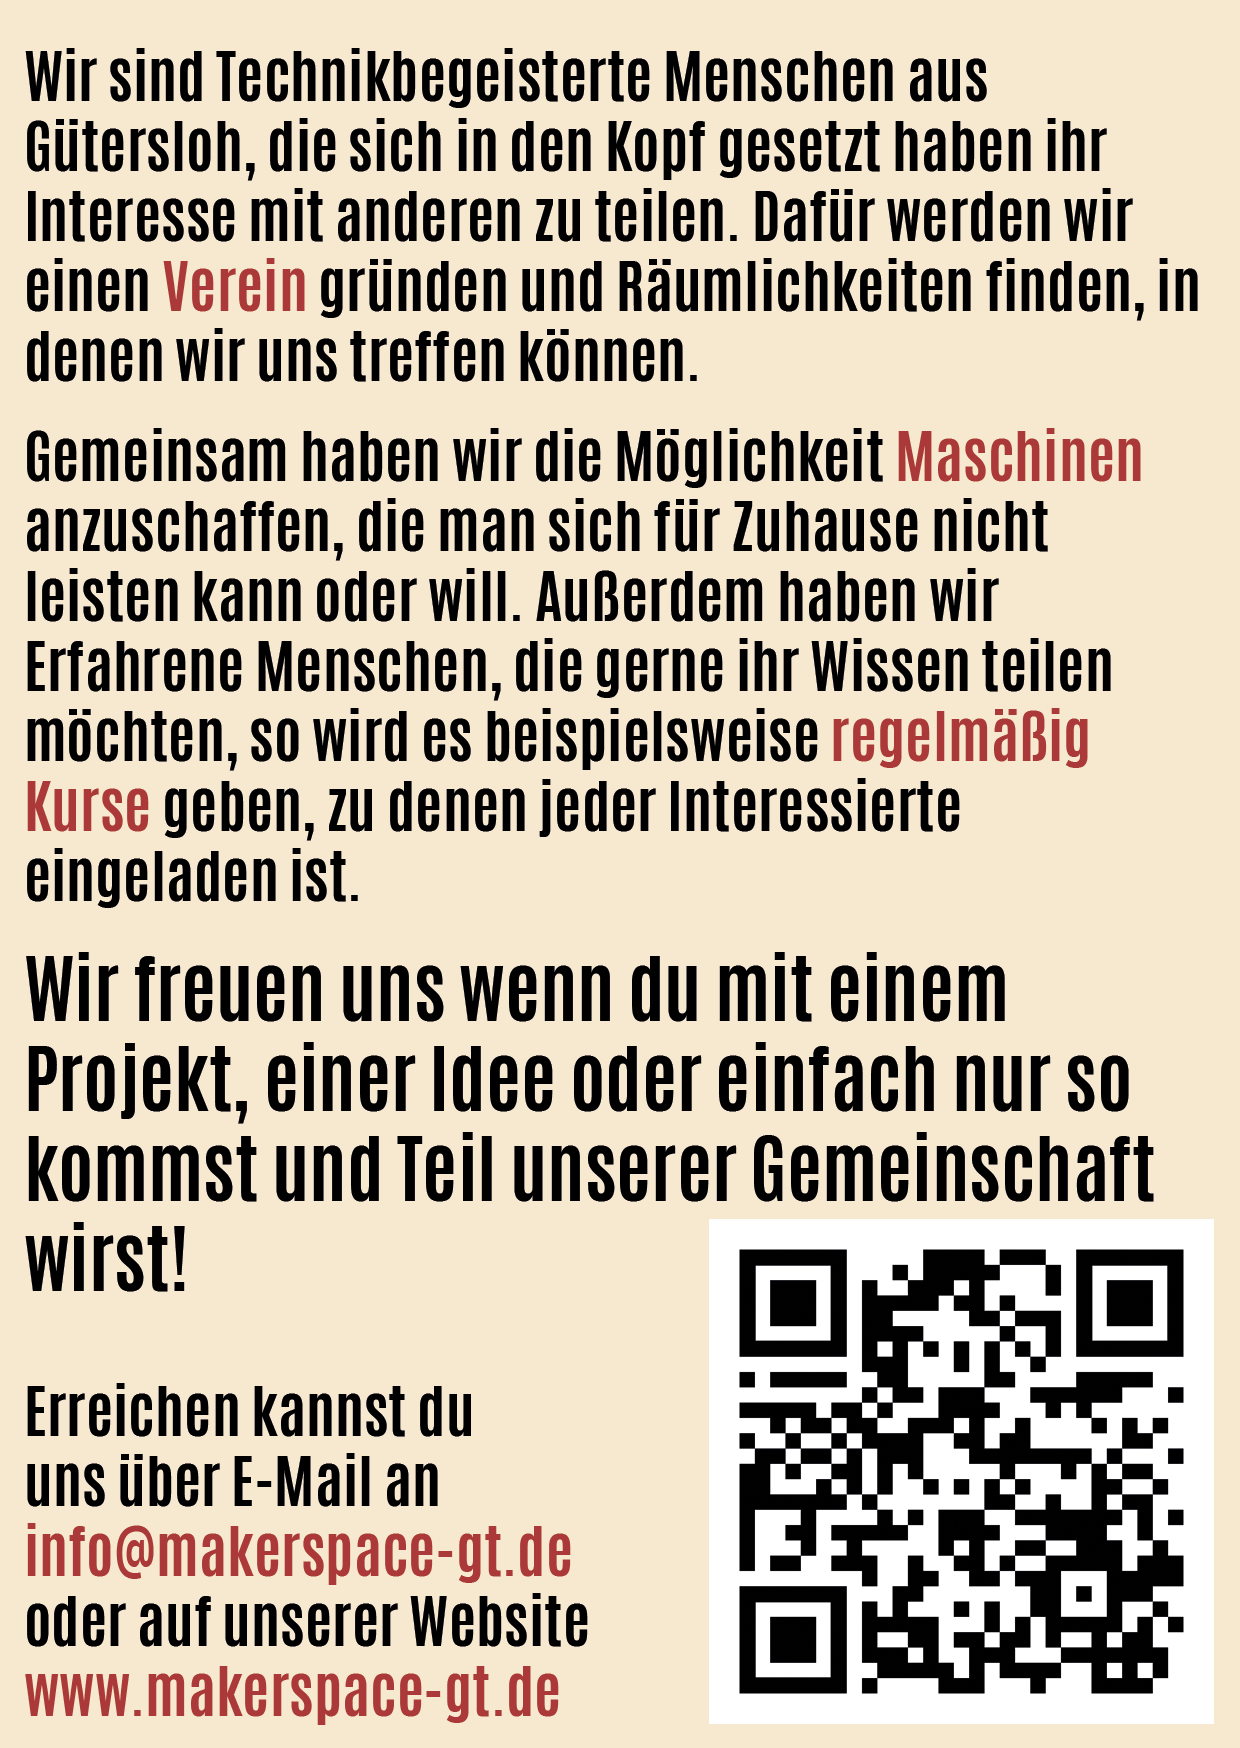 Wir sind Technikbegeisterte Menschen aus
Gütersloh, die sich in den Kopf gesetzt haben ihr
Interesse mit anderen zu teilen. Dafür werden wir
einen Verein gründen und Räumlichkeiten finden, in
denen wir uns treffen können.
Gemeinsam haben wir die Möglichkeit Maschinen
anzuschaffen, die man sich für Zuhause nicht
leisten kann oder will. Außerdem haben wir
Erfahrene Menschen, die gerne ihr Wissen teilen
möchten, so wird es beispielsweise regelmäßig
Kurse geben, zu denen jeder Interessierte
eingeladen ist.
Wir freuen uns wenn du mit einem
Projekt, einer Idee oder einfach nur so
kommst und Teil unserer Gemeinschaft
wirst!
Erreichen kannst du
uns über E-Mail an
info@makerspace-gt.de
oder auf unserer Website
www.makerspace-gt.de